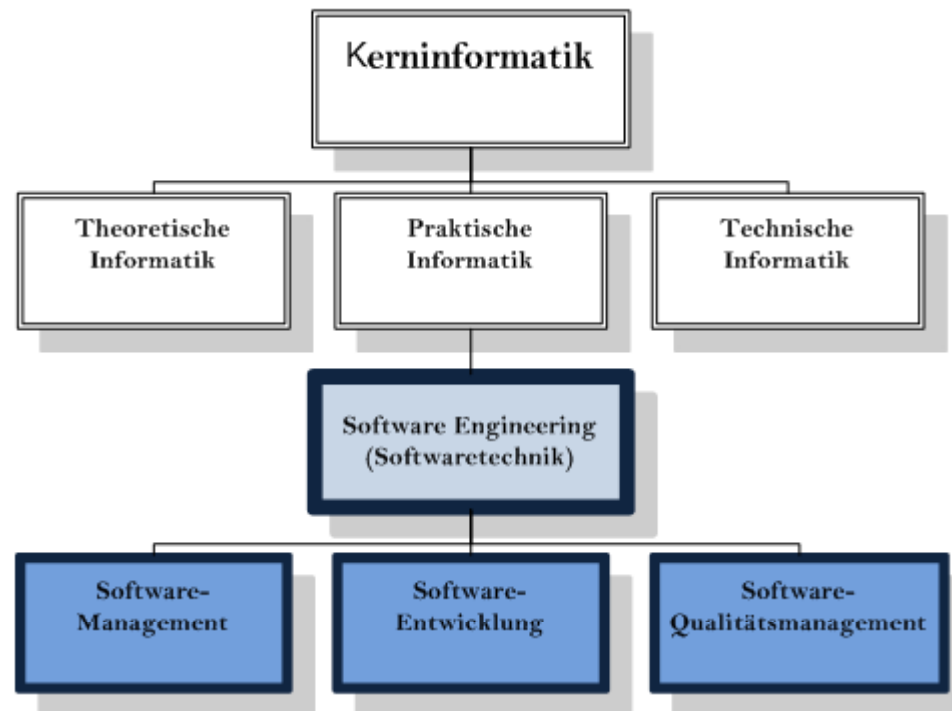 Kerninformatik
Theoretische
Informatik
Praktische
Informatik
Technische
Informatik
Software Engineering
(Softwaretechnik)
Software-
Management
Software-
Entwicklung
Software-
Qualitätsmanagement